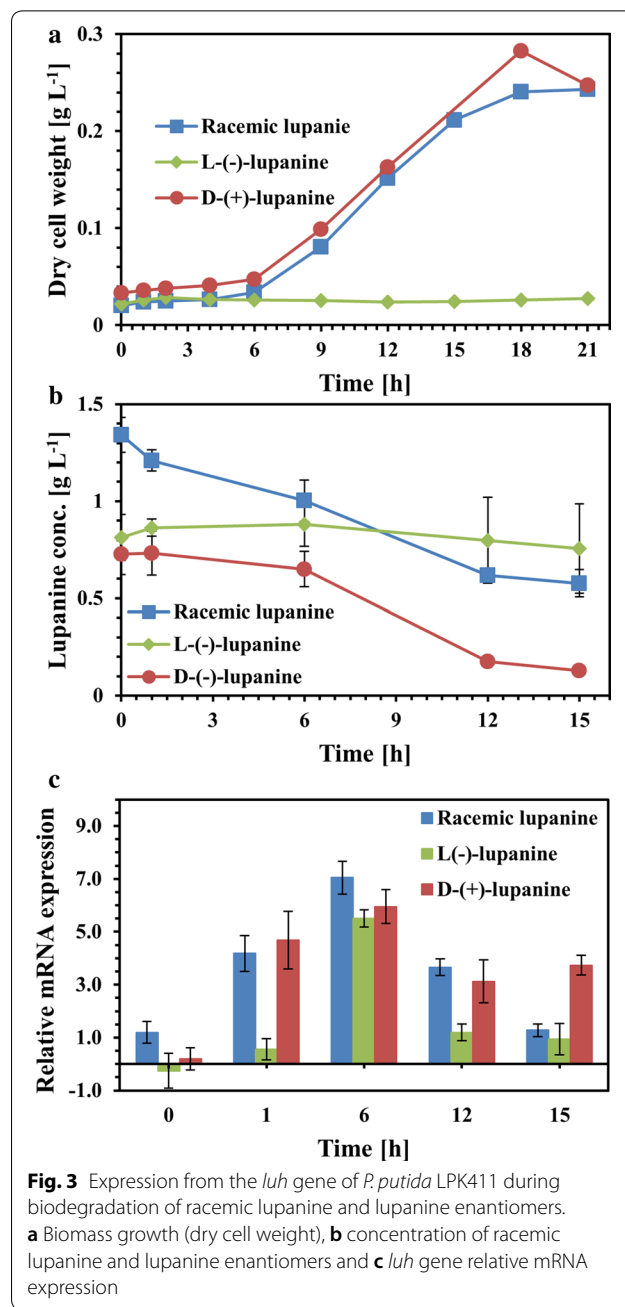 a
0.3
0.2
0.1
0
Dry cell weight [g L-1]
Racemic lupanie
L-(-)-lupanine
D-(+)-lupanine
0 3 6 9 12 15 18 21
Time [h]
b
1.5
1
0.5
0
Lupanine conc. [g L-1]
Racemic lupanine
L-(-)-lupanine
D-(-)-lupanine
0 3 6 9 12 15
Time [h]
c
9.0
7.0
5.0
3.0
1.0
-1.0
Relative mRNA expression
Racemic lupanine
L(-)-lupanine
D-(+)-lupanine
0 1 6 12 15
Time [h]
Fig. 3 Expression from the luh gene of P. putida LPK411 during
biodegradation of racemic lupanine and lupanine enantiomers.
a Biomass growth (dry cell weight), b concentration of racemic
lupanine and lupanine enantiomers and c luh gene relative mRNA
expression